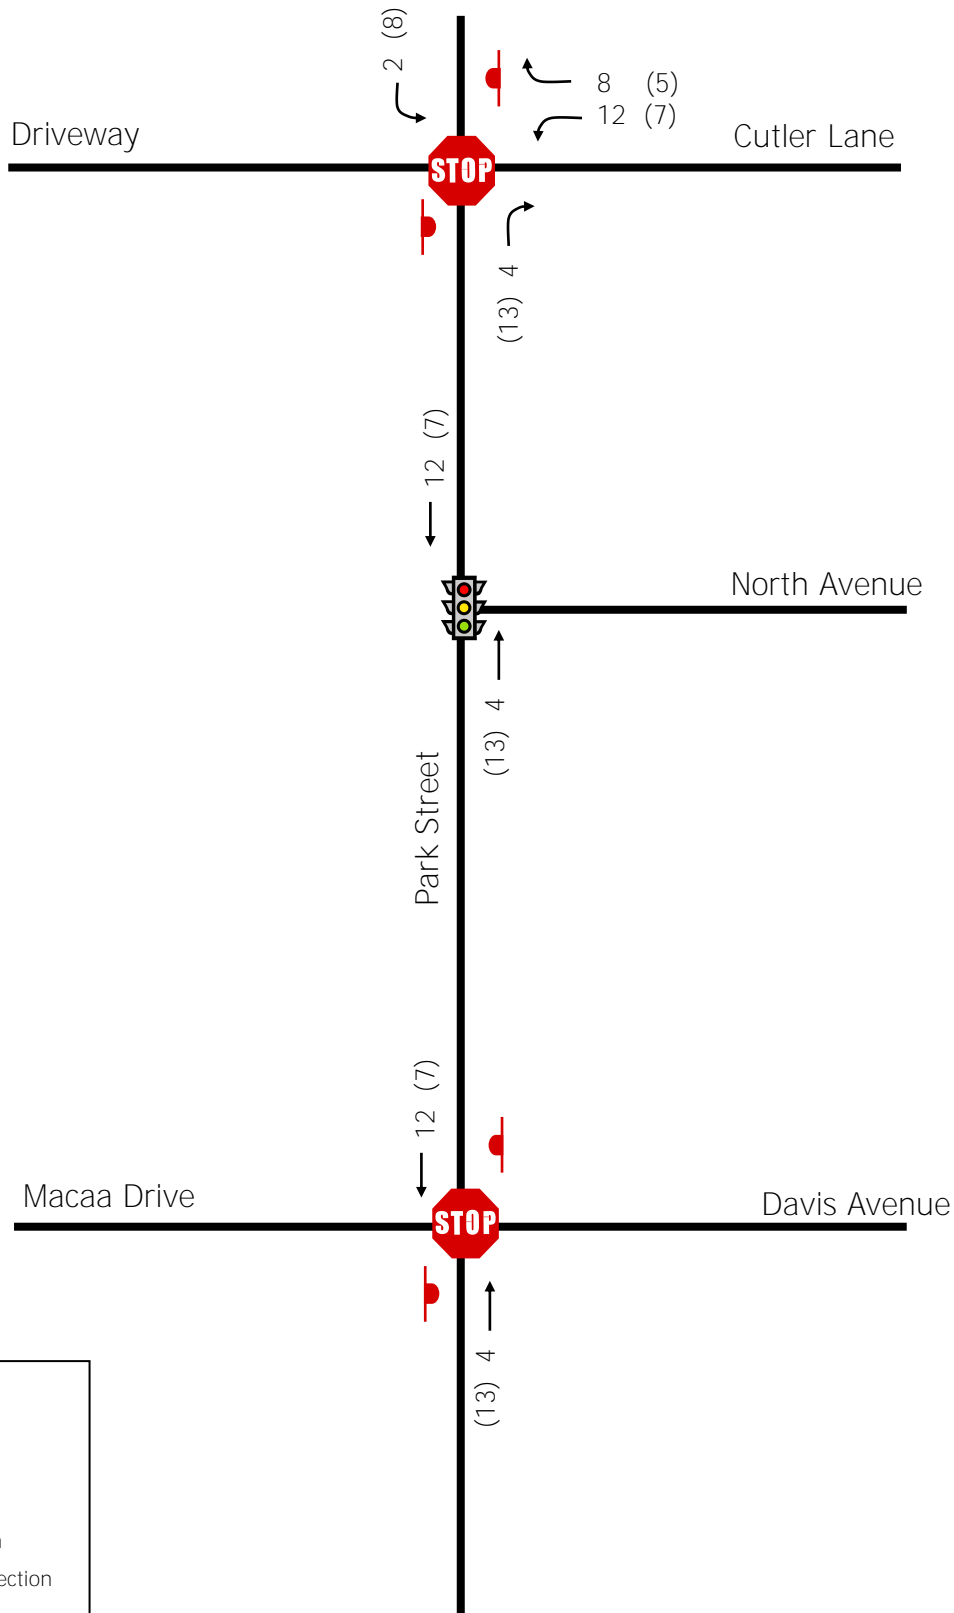 2 (8)
8 (5)
12 (7)
Driveway
Cutler Lane
STOP
(13) 4
12 (7)
North Avenue
(13) 4
Park Street
12 (7)
Macaa Drive
Davis Avenue
STOP
(13) 4
ection